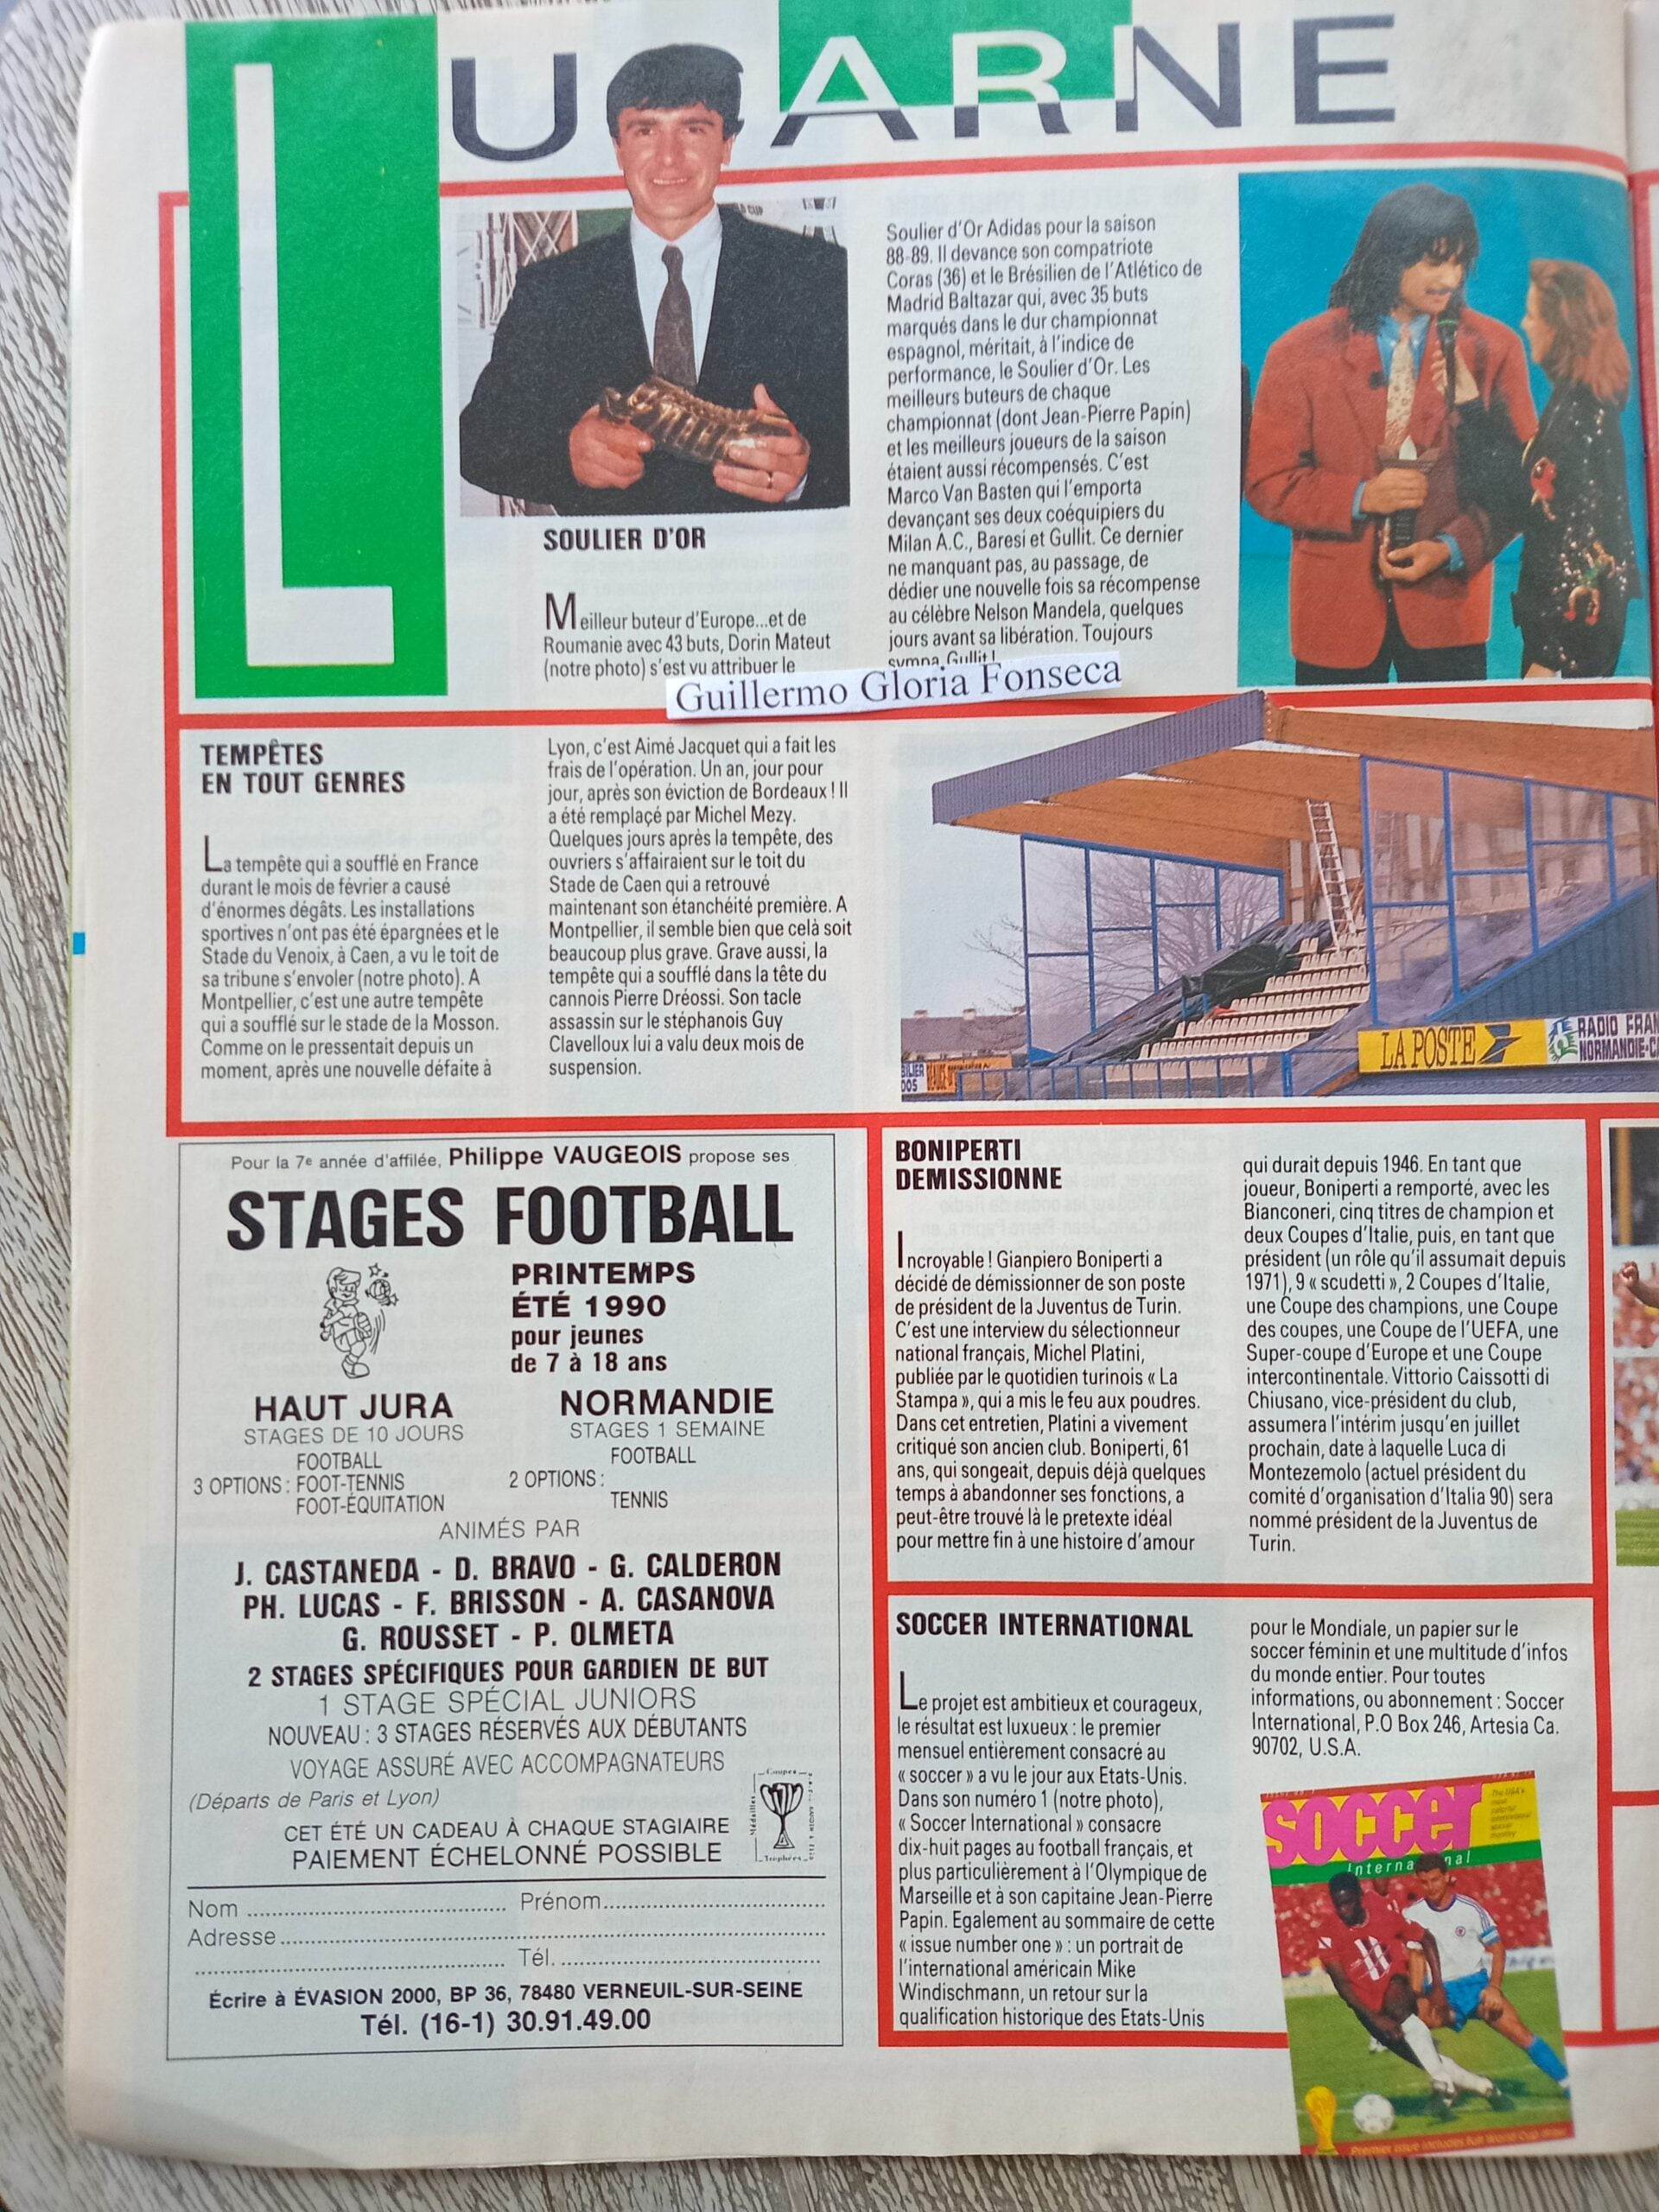 LUCARNE
SOULIER D'OR
Meilleur buteur d'Europe...et de
Roumanie avec 43 buts, Dorin Mateut
(notre photo) s'est vu attribuer le
Soulier d'Or Adidas pour la saison
88-89. Il devance son compatriote
Coras (36) et le Brésilien de l'Atlético de
Madrid Baltazar qui, avec 35 buts
marqués dans le dur championnat
espagnol, méritait, à l'indice de
performance, le Soulier d'Or. Les
meilleurs buteurs de chaque
championnat (dont Jean-Pierre Papin)
et les meilleurs joueurs de la saison
étaient aussi récompensés. C'est
Marco Van Basten qui l'emporta
devançant ses deux coéquipiers du
Milan A.C., Baresi et Gullit. Ce dernier
ne manquant pas, au passage, de
dédier une nouvelle fois sa récompense
au célèbre Nelson Mandela, quelques
jours avant sa libération. Toujours
sympa, Gullit !
Guillermo Gloria Fonseca
TEMPÊTES
EN TOUT GENRES
La tempête qui a soufflé en France
durant le mois de février a causé
d'énormes dégâts. Les installations
sportives n'ont pas été épargnées et le
Stade du Venoix, à Caen, a vu le toit de
sa tribune s'envoler (notre photo). A
Montpellier, c'est une autre tempête
qui a soufflé sur le stade de la Mosson.
Comme on le pressentait depuis un
moment, après une nouvelle défaite à
Lyon, c'est Aimé Jacquet qui a fait les
frais de l'opération. Un an, jour pour
jour, après son éviction de Bordeaux ! Il
a été remplacé par Michel Mezy.
Quelques jours après la tempête, des
ouvriers s'affairaient sur le toit du
Stade de Caen qui a retrouvé
maintenant son étanchéité première. A
Montpellier, il semble bien que celà soit
beaucoup plus grave. Grave aussi, la
tempête qui a soufflé dans la tête du
cannois Pierre Dréossi. Son tacle
assassin sur le stéphanois Guy
Clavelloux lui a valu deux mois de
suspension.
LA POSTE
RADIO FRAN
NORMANDIE-C
Pour la 7e année d'affilée, Philippe VAUGEOIS propose ses
STAGES FOOTBALL
PRINTEMPS
ÉTÉ 1990
pour jeunes
de 7 à 18 ans
HAUT JURA
STAGES DE 10 JOURS
FOOTBALL
3 OPTIONS : FOOT-TENNIS
FOOT-ÉQUITATION
NORMANDIE
STAGES 1 SEMAINE
FOOTBALL
2 OPTIONS :
TENNIS
ANIMÉS PAR
J. CASTANEDA - D. BRAVO - G. CALDERON
PH. LUCAS - F. BRISSON - A. CASANOVA
G. ROUSSET - P. OLMETA
2 STAGES SPÉCIFIQUES POUR GARDIEN DE BUT
1 STAGE SPÉCIAL JUNIORS
NOUVEAU : 3 STAGES RÉSERVÉS AUX DÉBUTANTS
VOYAGE ASSURÉ AVEC ACCOMPAGNATEURS
(Départs de Paris et Lyon)
CET ÉTÉ UN CADEAU À CHAQUE STAGIAIRE
PAIEMENT ÉCHELONNÉ POSSIBLE
Coupes
Médailles
Trophées
Nom .................... Prénom....................
Adresse....................
.................... Tél. ....................
Écrire à ÉVASION 2000, BP 36, 78480 VERNEUIL-SUR-SEINE
Tél. (16-1) 30.91.49.00
BONIPERTI
DEMISSIONNE
Incroyable ! Gianpiero Boniperti a
décidé de démissionner de son poste
de président de la Juventus de Turin.
C'est une interview du sélectionneur
national français, Michel Platini,
publiée par le quotidien turinois « La
Stampa », qui a mis le feu aux poudres.
Dans cet entretien, Platini a vivement
critiqué son ancien club. Boniperti, 61
ans, qui songeait, depuis déjà quelques
temps à abandonner ses fonctions, a
peut-être trouvé là le pretexte idéal
pour mettre fin à une histoire d'amour
qui durait depuis 1946. En tant que
joueur, Boniperti a remporté, avec les
Bianconeri, cinq titres de champion et
deux Coupes d'Italie, puis, en tant que
président (un rôle qu'il assumait depuis
1971), 9 « scudetti », 2 Coupes d'Italie,
une Coupe des champions, une Coupe
des coupes, une Coupe de l'UEFA, une
Super-coupe d'Europe et une Coupe
intercontinentale. Vittorio Caissotti di
Chiusano, vice-président du club,
assumera l'intérim jusqu'en juillet
prochain, date à laquelle Luca di
Montezemolo (actuel président du
comité d'organisation d'Italia 90) sera
nommé président de la Juventus de
Turin.
SOCCER INTERNATIONAL
Le projet est ambitieux et courageux,
le résultat est luxueux : le premier
mensuel entièrement consacré au
« soccer » a vu le jour aux Etats-Unis.
Dans son numéro 1 (notre photo),
« Soccer International » consacre
dix-huit pages au football français, et
plus particulièrement à l'Olympique de
Marseille et à son capitaine Jean-Pierre
Papin. Egalement au sommaire de cette
« issue number one » : un portrait de
l'international américain Mike
Windischmann, un retour sur la
qualification historique des Etats-Unis
pour le Mondiale, un papier sur le
soccer féminin et une multitude d'infos
du monde entier. Pour toutes
informations, ou abonnement : Soccer
International, P.O Box 246, Artesia Ca.
90702, U.S.A.
soccer
International